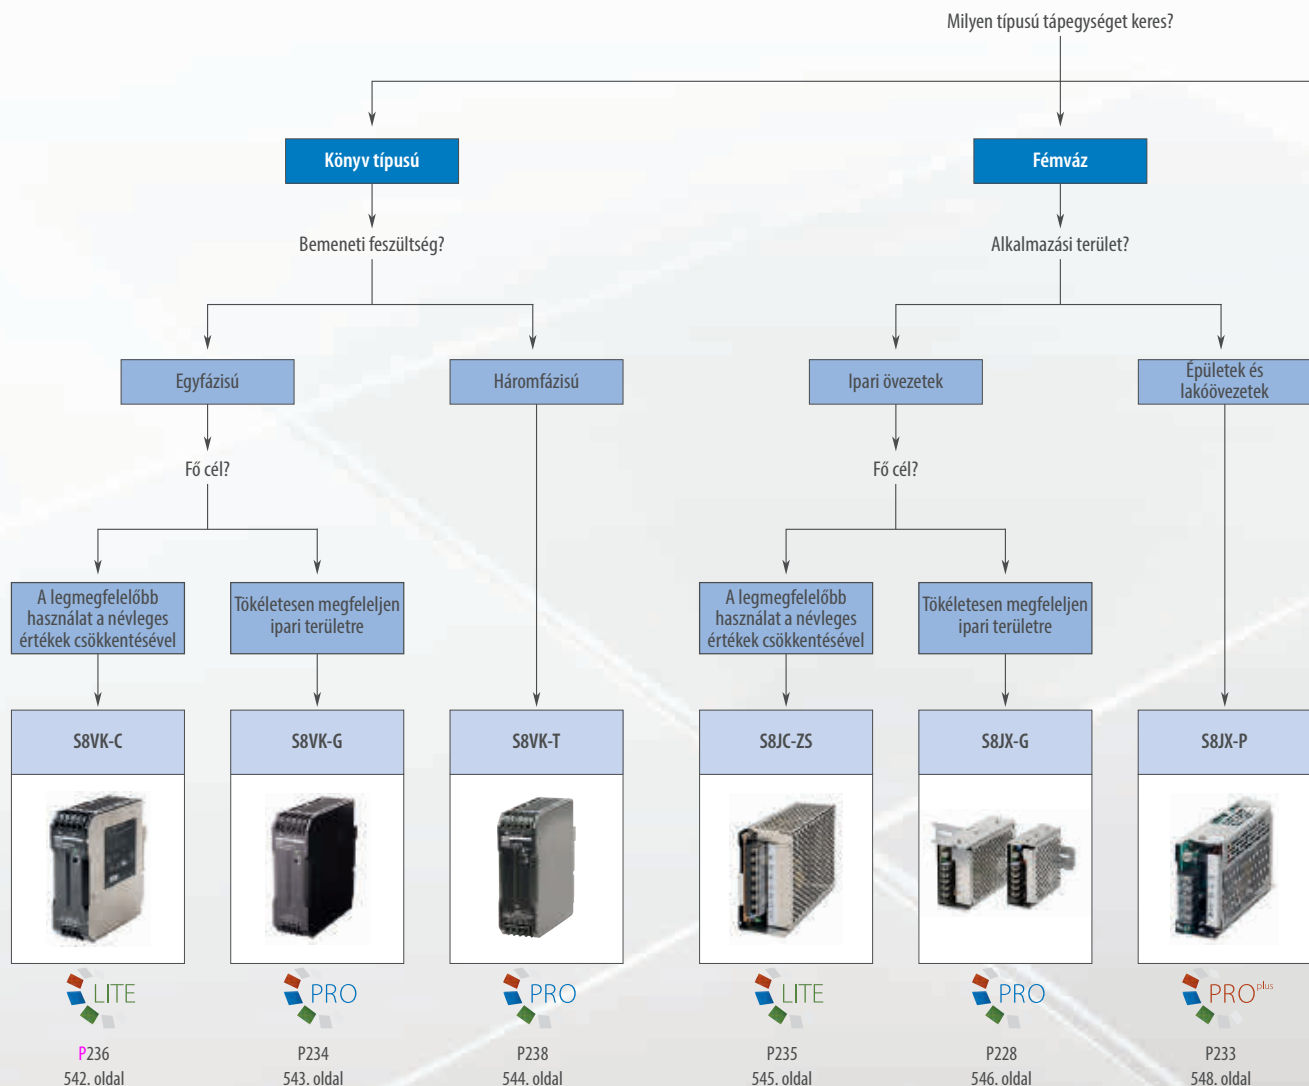 Milyen típusú tápegységet keres?
Könyv típusú
Fémváz
Bemeneti feszültség?
Alkalmazási terület?
Egyfázisú
Háromfázisú
Ipari övezetek
Épületek és
lakóövezetek
Fő cél?
Fő cél?
A legmegfelelőbb
használat a névleges
értékek csökkentésével
Tökéletesen megfeleljen
ipari területre
A legmegfelelőbb
használat a névleges
értékek csökkentésével
Tökéletesen megfeleljen
ipari területre
S8VK-C
S8VK-G
S8VK-T
S8JC-ZS
S8JX-G
S8JX-P
LITE
PRO
PRO
LITE
PRO
PROplus
P236
P234
P238
P235
P228
P233
542. oldal
543. oldal
544. oldal
545. oldal
546. oldal
548. oldal